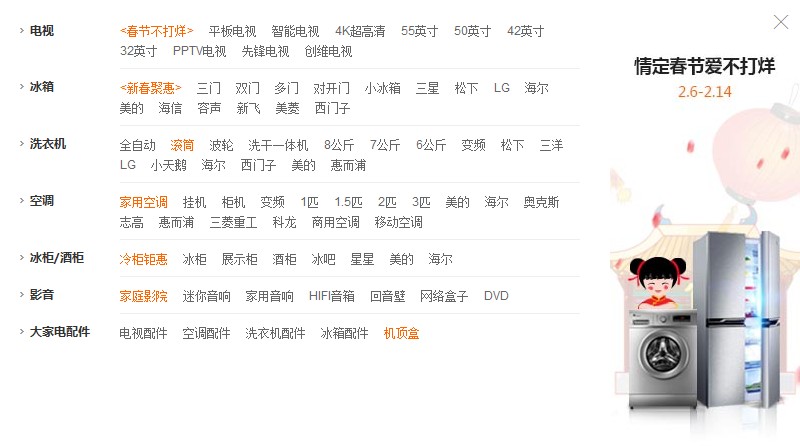 电视 <春节不打烊> 平板电视 智能电视 4K超高清 55英寸 50英寸 42英寸
32英寸 PPTV电视 先锋电视 创维电视
冰箱 <新春聚惠> 三门 双门 多门 对开门 小冰箱 三星 松下 LG 海尔
美的 海信 容声 新飞 美菱 西门子
洗衣机 全自动 滚筒 波轮 洗干一体机 8公斤 7公斤 6公斤 变频 松下 三洋
LG 小天鹅 海尔 西门子 美的 惠而浦
空调 家用空调 挂机 柜机 变频 1匹 1.5匹 2匹 3匹 美的 海尔 奥克斯
志高 惠而浦 三菱重工 科龙 商用空调 移动空调
冰柜/酒柜 冷柜钜惠 冰柜 展示柜 酒柜 冰吧 星星 美的 海尔
影音 家庭影院 迷你音响 家用音响 HIFI音箱 回音壁 网络盒子 DVD
大家电配件 电视配件 空调配件 洗衣机配件 冰箱配件 机顶盒
情定春节爱不打烊
2.6-2.14